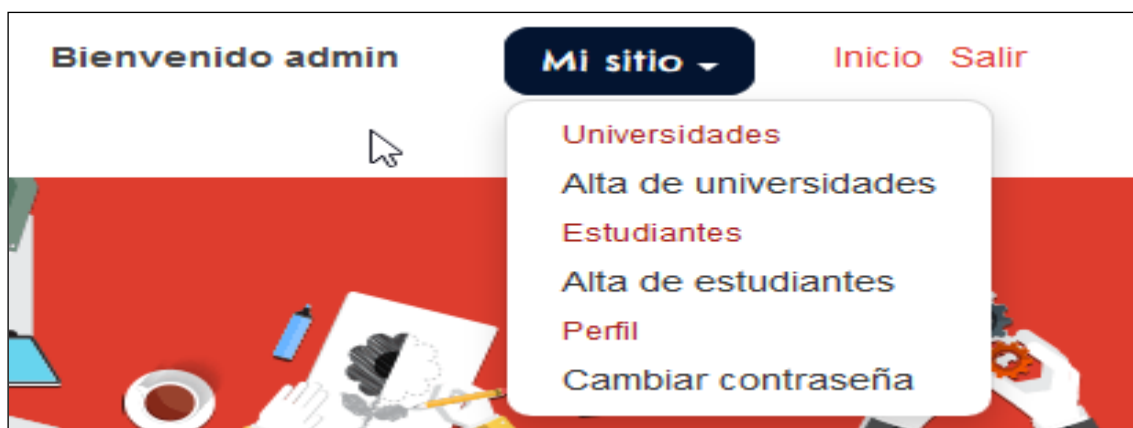 Bienvenido admin Mi sitio Inicio Salir
Universidades
Alta de universidades
Estudiantes
Alta de estudiantes
Perfil
Cambiar contraseña